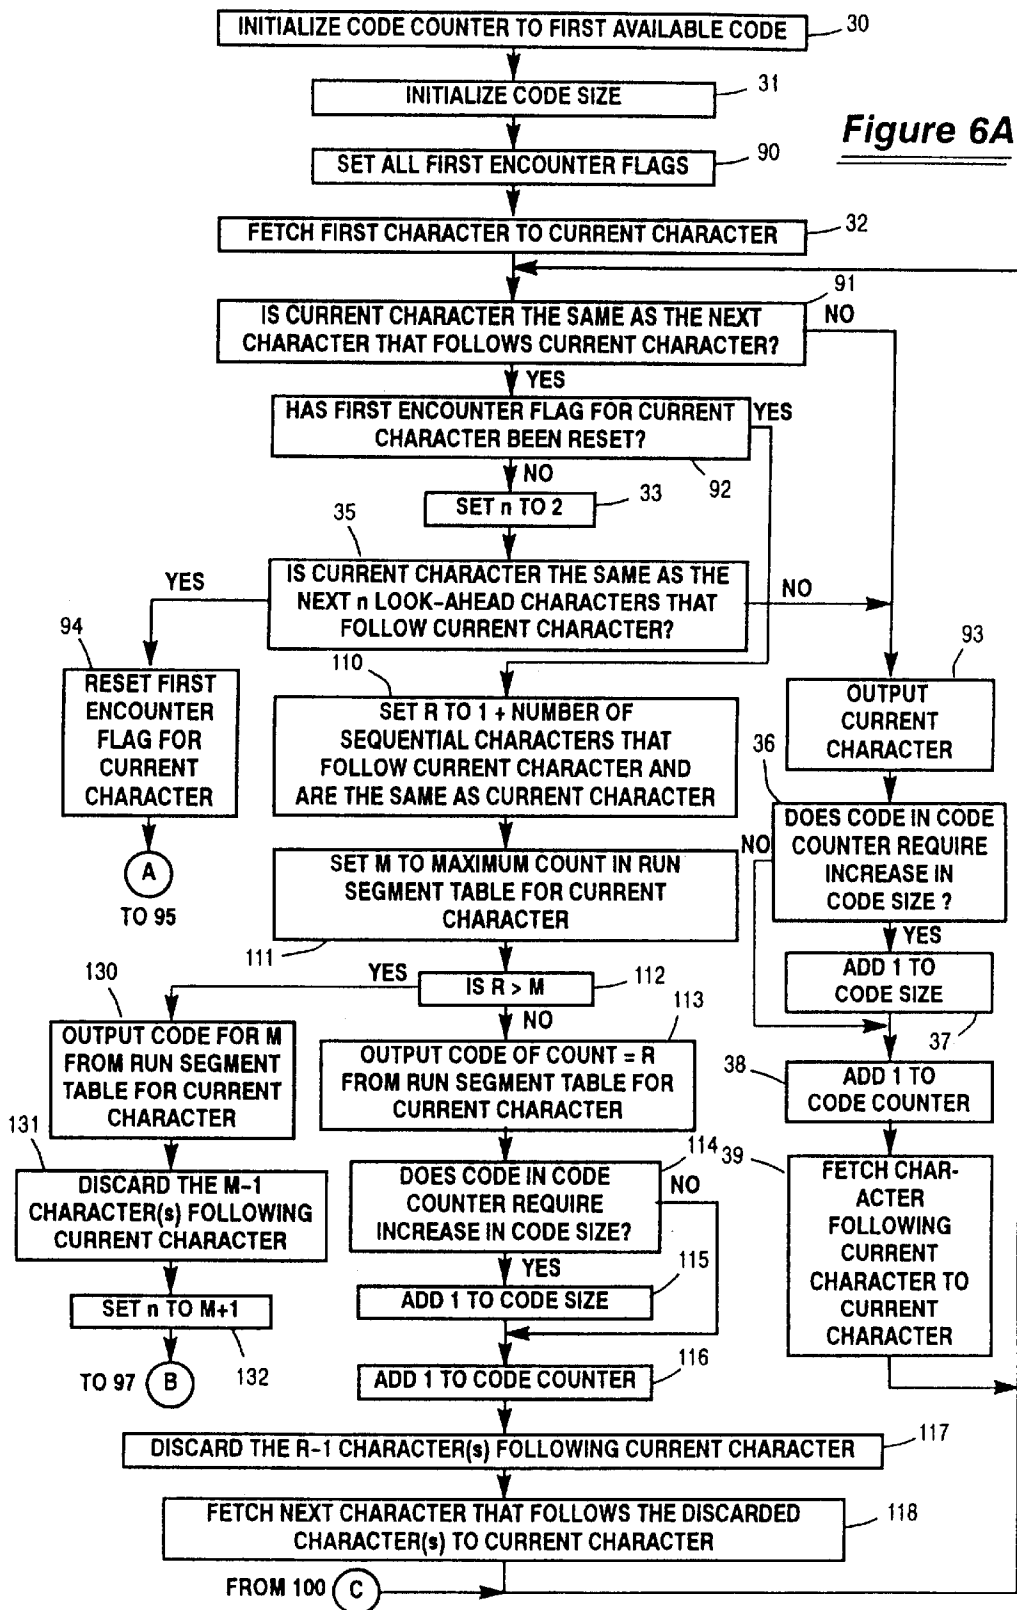 INITIALIZE CODE COUNTER TO FIRST AVAILABLE CODE
30
INITIALIZE CODE SIZE
31
Figure 6A
SET ALL FIRST ENCOUNTER FLAGS
90
FETCH FIRST CHARACTER TO CURRENT CHARACTER
32
91
IS CURRENT CHARACTER THE SAME AS THE NEXT
CHARACTER THAT FOLLOWS CURRENT CHARACTER?
NO
YES
HAS FIRST ENCOUNTER FLAG FOR CURRENT
CHARACTER BEEN RESET?
YES
92
NO
SET n TO 2
33
35
IS CURRENT CHARACTER THE SAME AS THE
NEXT n LOOK-AHEAD CHARACTERS THAT
FOLLOW CURRENT CHARACTER?
YES
NO
94
RESET FIRST
ENCOUNTER
FLAG FOR
CURRENT
CHARACTER
A
TO 95
110
SET R TO 1 + NUMBER OF
SEQUENTIAL CHARACTERS THAT
FOLLOW CURRENT CHARACTER AND
ARE THE SAME AS CURRENT CHARACTER
93
OUTPUT
CURRENT
CHARACTER
36
DOES CODE IN CODE
COUNTER REQUIRE
INCREASE IN
CODE SIZE ?
NO
YES
ADD 1 TO
CODE SIZE
37
38
ADD 1 TO
CODE COUNTER
39
FETCH CHAR-
ACTER
FOLLOWING
CURRENT
CHARACTER TO
CURRENT
CHARACTER
SET M TO MAXIMUM COUNT IN RUN
SEGMENT TABLE FOR CURRENT
CHARACTER
111
IS R > M
112
YES
NO
130
OUTPUT CODE FOR M
FROM RUN SEGMENT
TABLE FOR CURRENT
CHARACTER
131
DISCARD THE M-1
CHARACTER(s) FOLLOWING
CURRENT CHARACTER
SET n TO M+1
132
TO 97
B
113
OUTPUT CODE OF COUNT = R
FROM RUN SEGMENT TABLE FOR
CURRENT CHARACTER
114
DOES CODE IN CODE
COUNTER REQUIRE
INCREASE IN CODE SIZE?
NO
YES
115
ADD 1 TO CODE SIZE
116
ADD 1 TO CODE COUNTER
DISCARD THE R-1 CHARACTER(s) FOLLOWING CURRENT CHARACTER
117
FETCH NEXT CHARACTER THAT FOLLOWS THE DISCARDED
CHARACTER(s) TO CURRENT CHARACTER
118
FROM 100
C